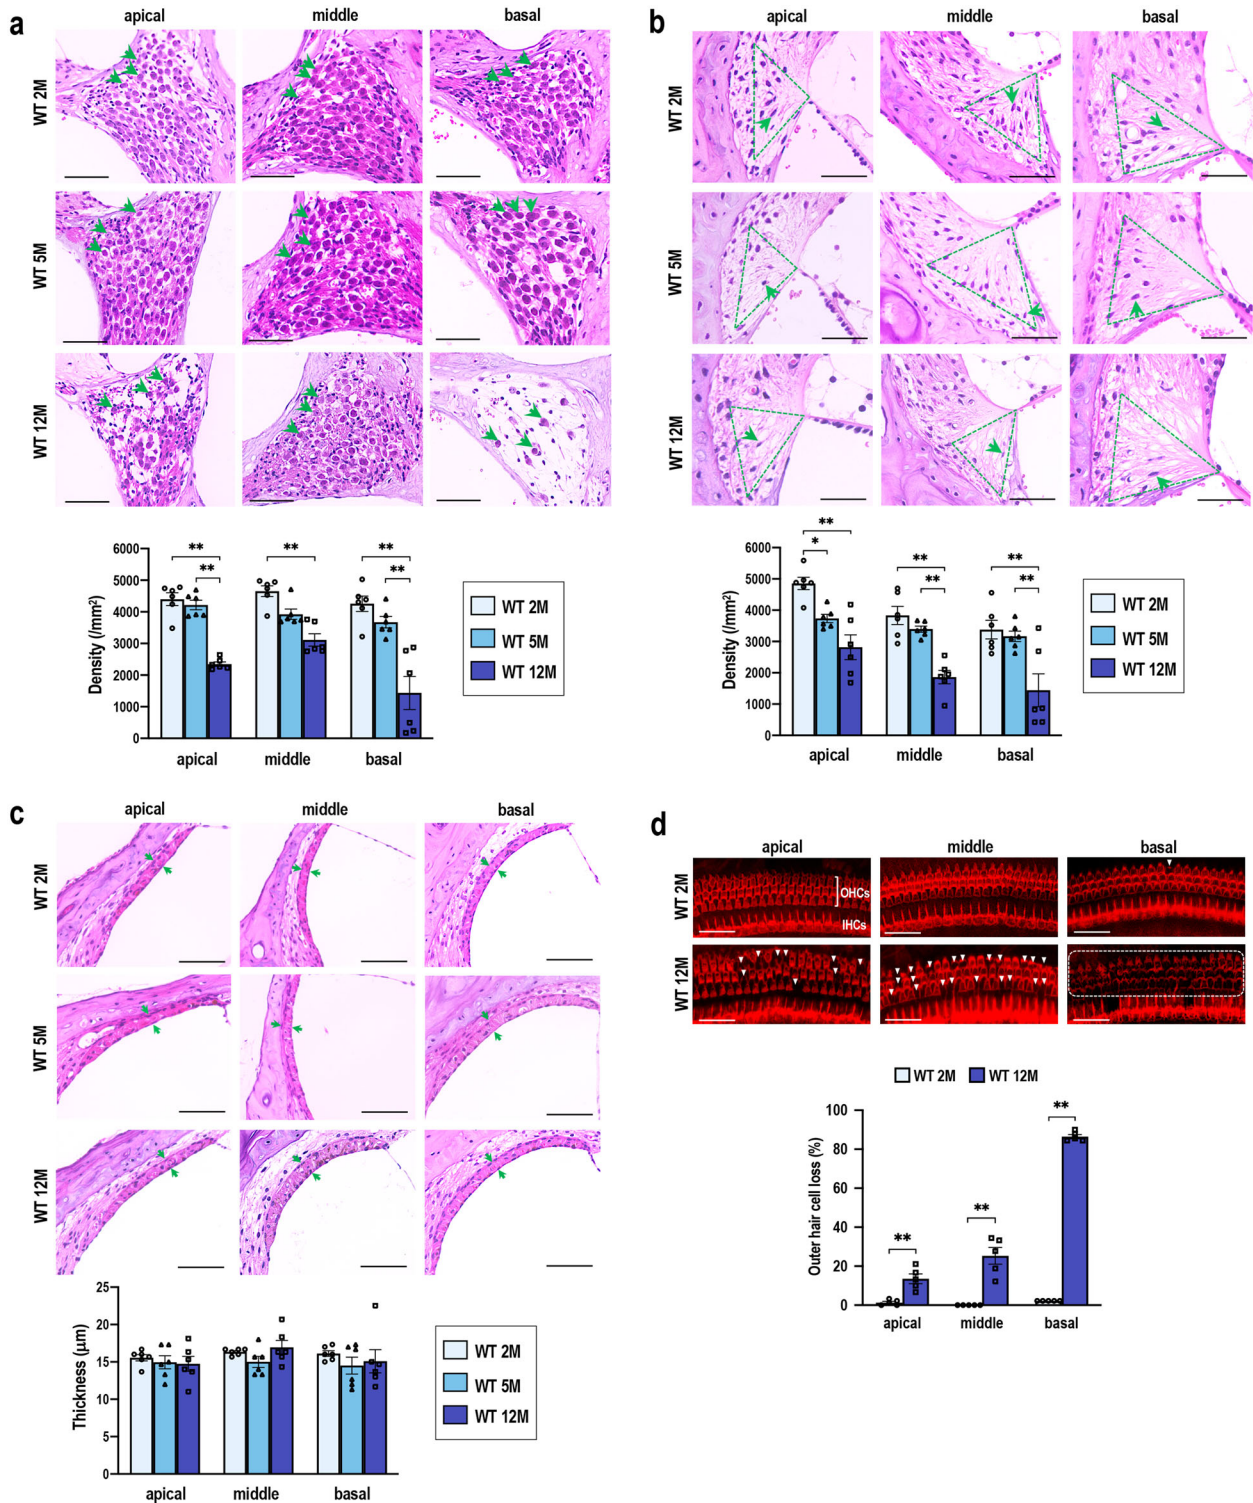 a
apical middle basal
WT 2M
WT 5M
WT 12M
Density (/mm²)
6000
5000
4000
3000
2000
1000
0
** ** ** ** **
apical middle basal
WT 2M
WT 5M
WT 12M
b
apical middle basal
WT 2M
WT 5M
WT 12M
Density (/mm²)
6000
5000
4000
3000
2000
1000
0
** * ** ** ** **
apical middle basal
WT 2M
WT 5M
WT 12M
c
apical middle basal
WT 2M
WT 5M
WT 12M
Thickness (μm)
25
20
15
10
5
0
apical middle basal
WT 2M
WT 5M
WT 12M
d
apical middle basal
WT 2M
OHCs
IHCs
WT 12M
WT 2M WT 12M
Outer hair cell loss (%)
100
80
60
40
20
0
** ** **
apical middle basal